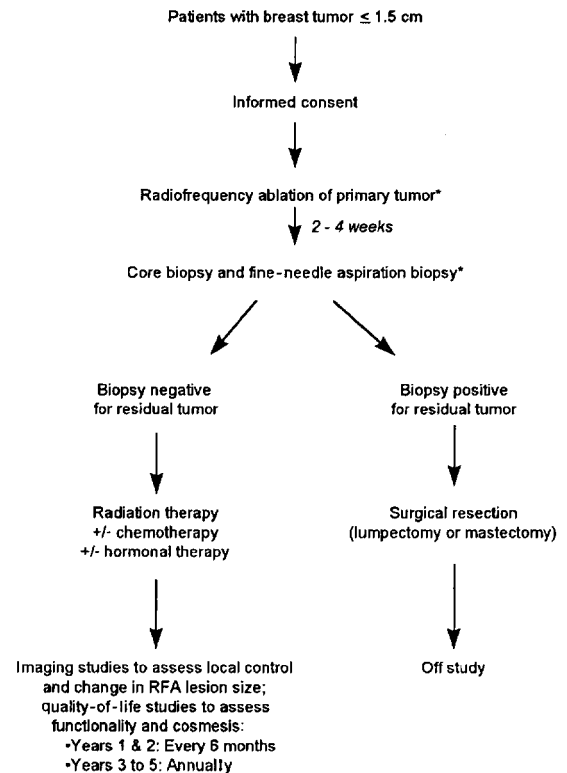 Patients with breast tumor ≤ 1.5 cm
Informed consent
Radiofrequency ablation of primary tumor*
2 - 4 weeks
Core biopsy and fine-needle aspiration biopsy*
Biopsy negative
for residual tumor
Biopsy positive
for residual tumor
Radiation therapy
+/- chemotherapy
+/- hormonal therapy
Surgical resection
(lumpectomy or mastectomy)
Imaging studies to assess local control
and change in RFA lesion size;
quality-of-life studies to assess
functionality and cosmesis:
•Years 1 & 2: Every 6 months
•Years 3 to 5: Annually
Off study